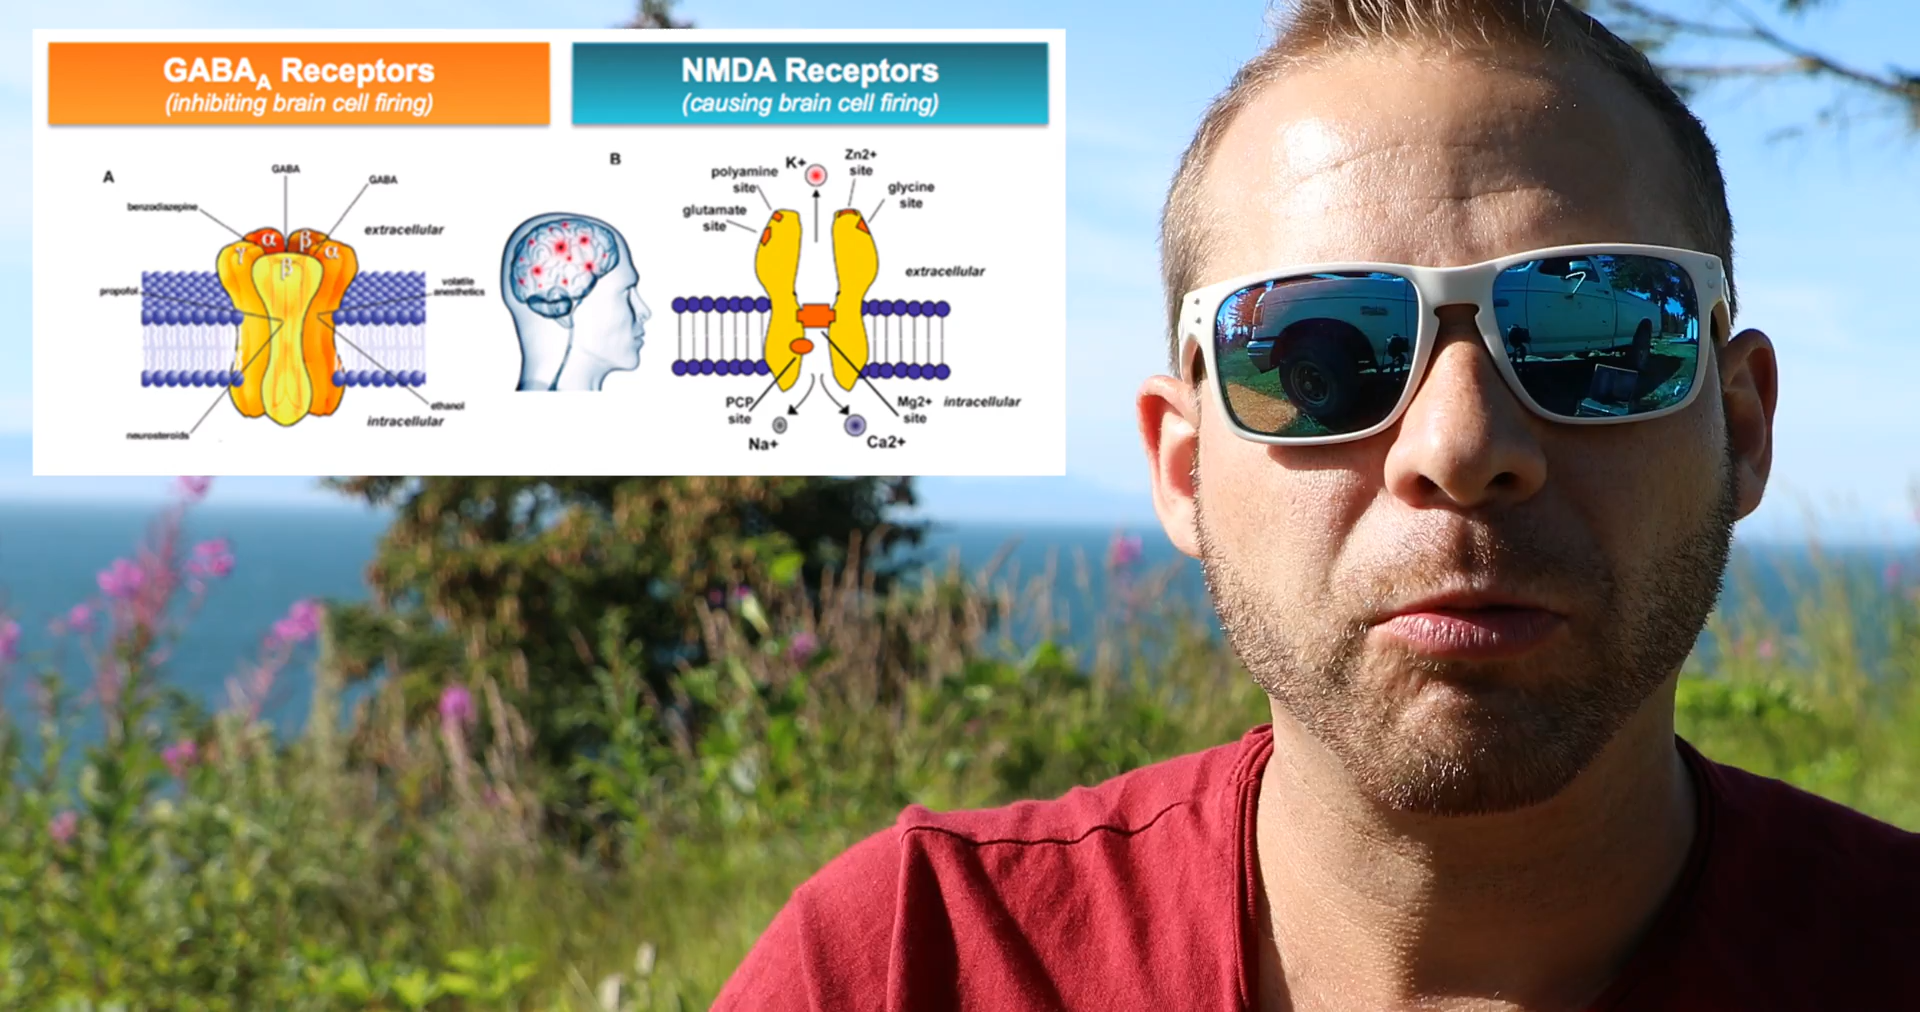 GABAA Receptors
(inhibiting brain cell firing)
NMDA Receptors
(causing brain cell firing)
A
GABA
GABA
benzodiazepine
extracellular
α
β
γ
β
α
propofol
volatile
anesthetics
ethanol
intracellular
neurosteroids
B
K+
Zn2+
site
polyamine
site
glycine
site
glutamate
site
extracellular
PCP
site
Mg2+
site
intracellular
Na+
Ca2+